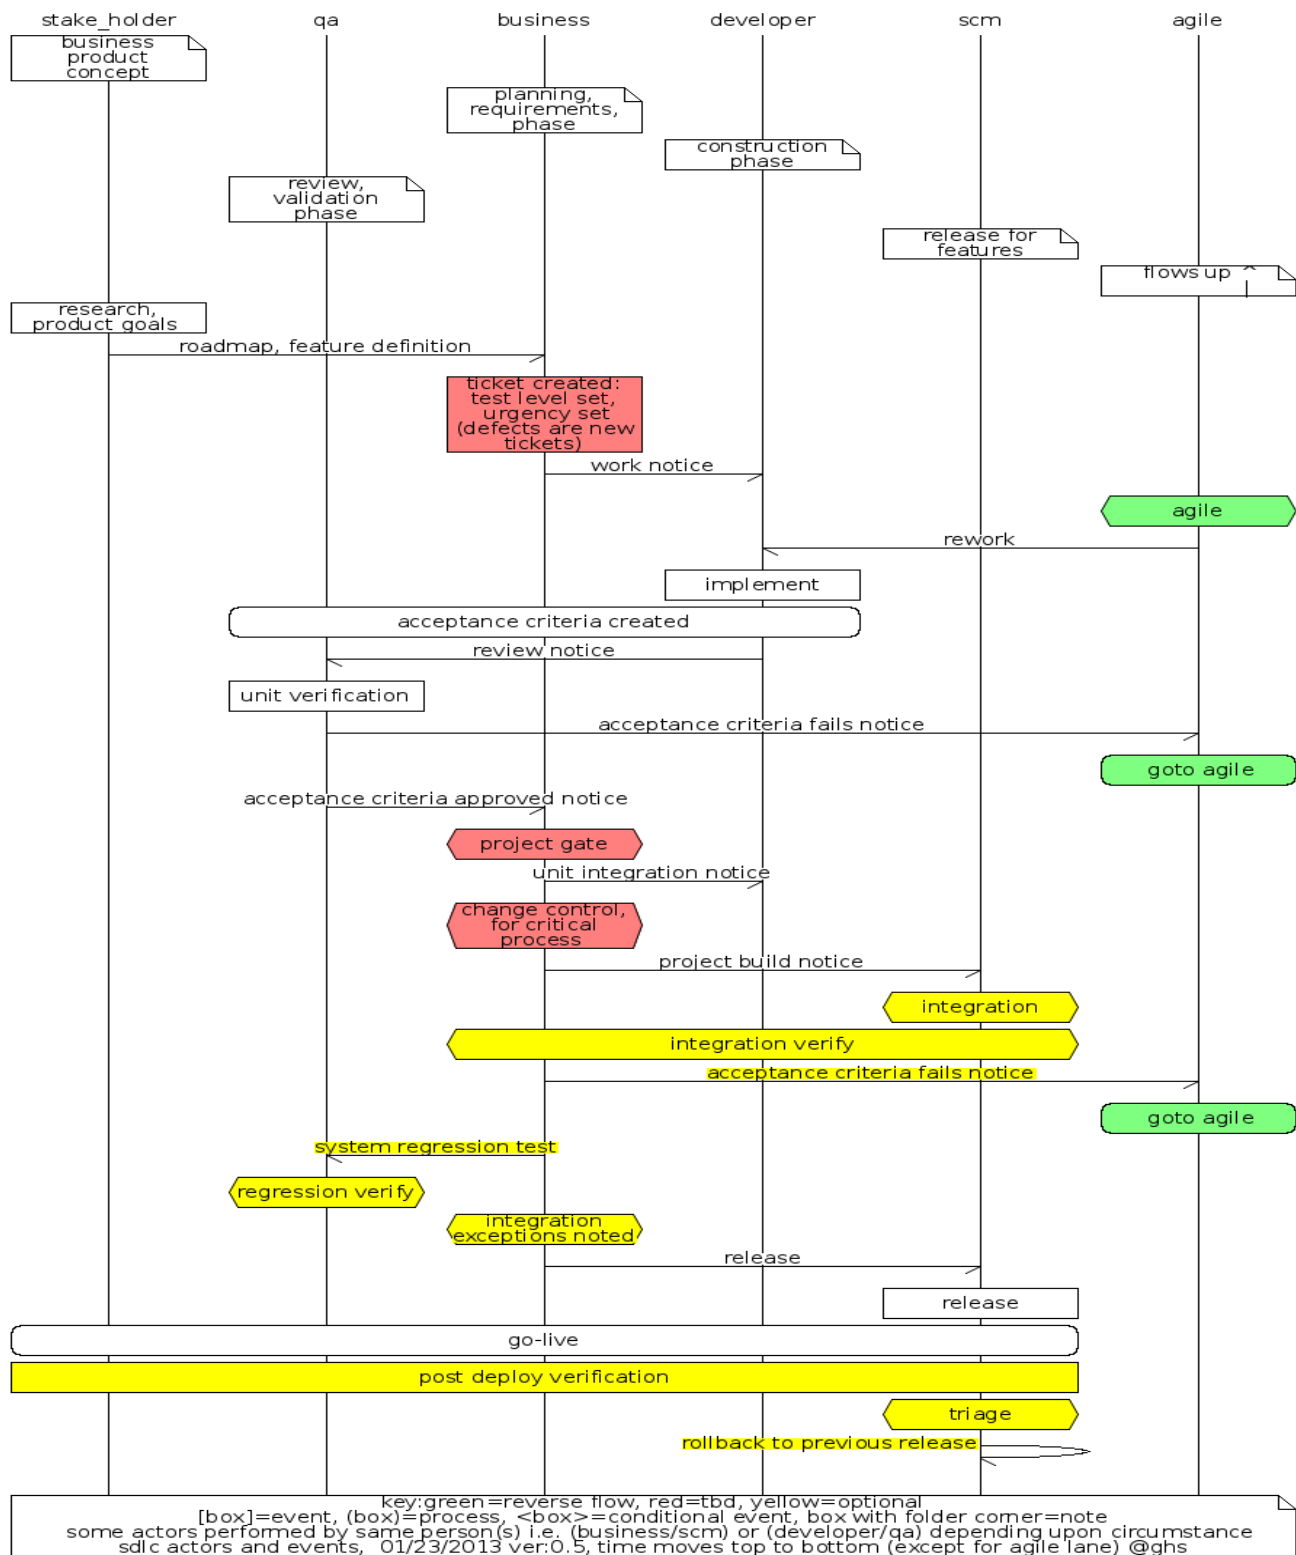 stake_holder qa business developer scm agile
business
product
concept
planning,
requirements,
phase
construction
phase
review,
validation
phase
release for
features
flows up ^
|
research,
product goals
roadmap, feature definition
ticket created:
test level set,
urgency set
(defects are new
tickets)
work notice
agile
rework
implement
acceptance criteria created
review notice
unit verification
acceptance criteria fails notice
goto agile
acceptance criteria approved notice
project gate
unit integration notice
change control,
for critical
process
project build notice
integration
integration verify
acceptance criteria fails notice
goto agile
system regression test
regression verify
integration
exceptions noted
release
release
go-live
post deploy verification
triage
rollback to previous release
key:green=reverse flow, red=tbd, yellow=optional
[box]=event, (box)=process, <box>=conditional event, box with folder corner=note
some actors performed by same person(s) i.e. (business/scm) or (developer/qa) depending upon circumstance
sdlc actors and events, 01/23/2013 ver:0.5, time moves top to bottom (except for agile lane) @ghs